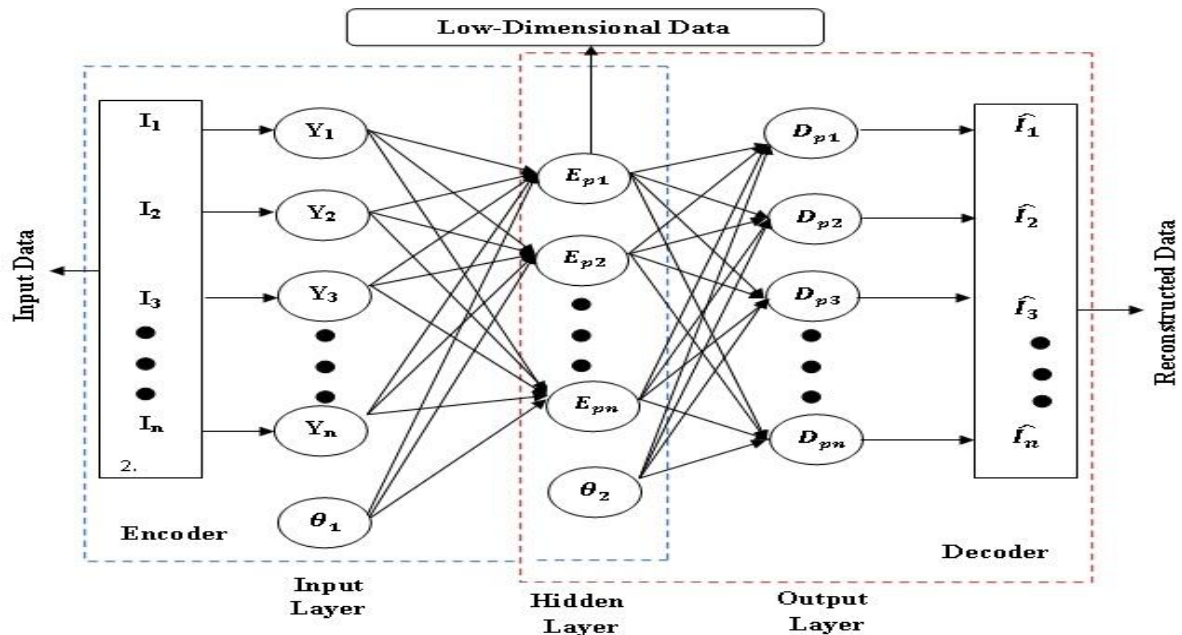 Low-Dimensional Data
Input Data
I₁
I₂
I₃
Iₙ
2.
Encoder
Y₁
Y₂
Y₃
Yₙ
θ₁
Input
Layer
Eₚ₁
Eₚ₂
Eₚₙ
θ₂
Hidden
Layer
Dₚ₁
Dₚ₂
Dₚ₃
Dₚₙ
Output
Layer
Î₁
Î₂
Î₃
Îₙ
Decoder
Reconstructed Data